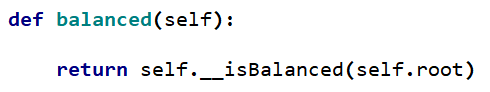 def balanced(self):
    return self.__isBalanced(self.root)